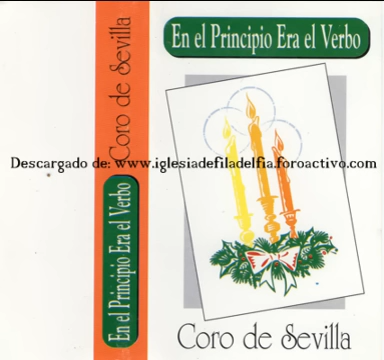 En el Principio Era el Verbo
Coro de Sevilla
En el Principio Era el Verbo
Descargado de: www.iglesiadefiladelfia.foroactivo.com
Coro de Sevilla